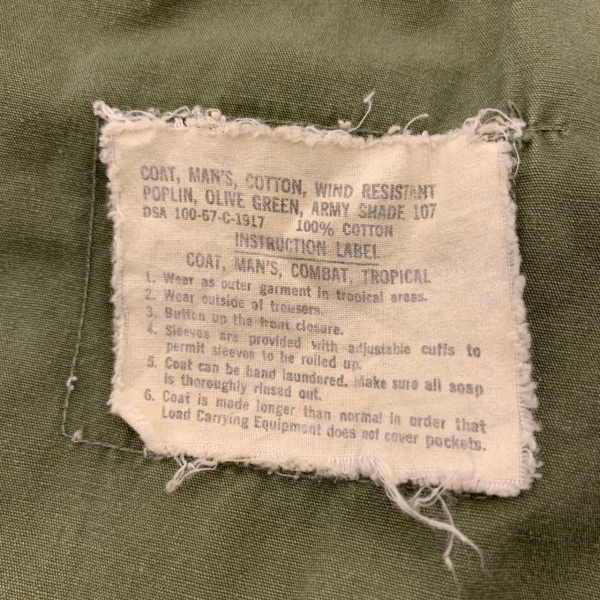 COAT, MAN'S, COTTON, WIND RESISTANT
POPLIN, OLIVE GREEN, ARMY SHADE 107
DSA 100-67-C-1917 100% COTTON
INSTRUCTION LABEL
COAT, MAN'S, COMBAT, TROPICAL
1. Wear as outer garment in tropical areas.
2. Wear outside of trousers.
3. Button up the front closure.
4. Sleeves are provided with adjustable cuffs to
permit sleeves to be rolled up.
5. Coat can be hand laundered. Make sure all soap
is thoroughly rinsed out.
6. Coat is made longer than normal in order that
Load Carrying Equipment does not cover pockets.